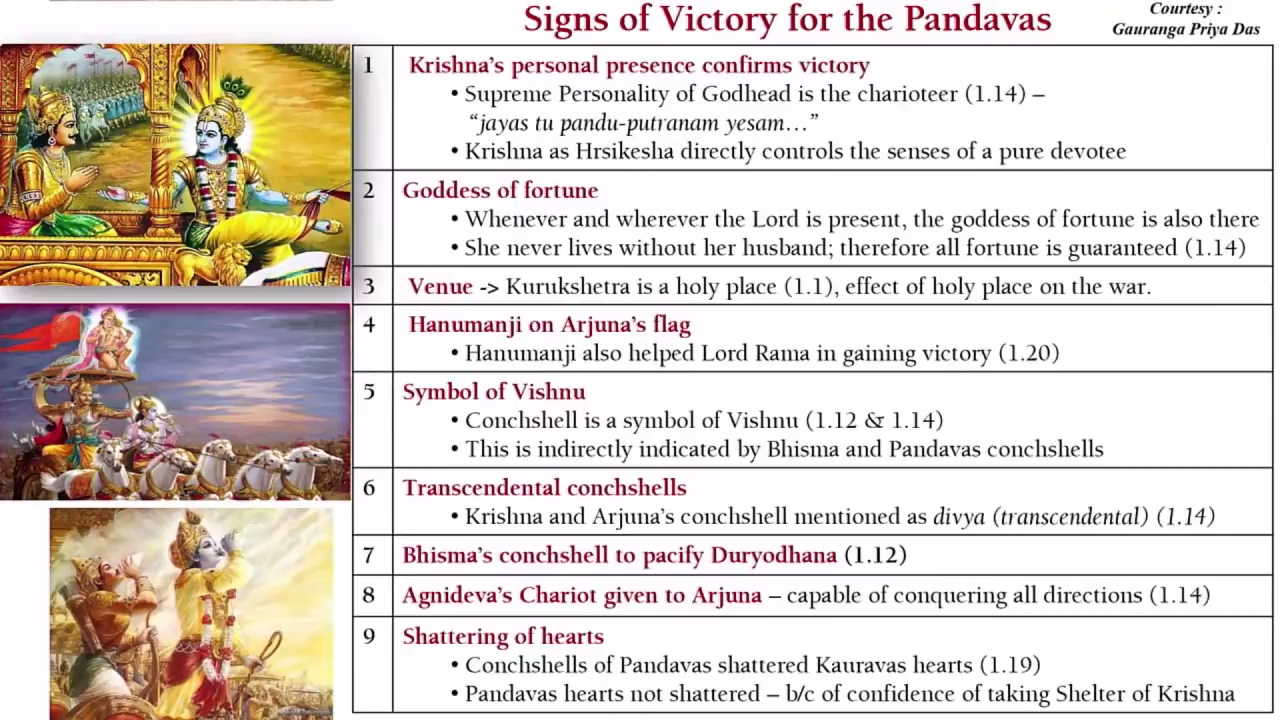 Signs of Victory for the Pandavas
Courtesy :
Gauranga Priya Das
1 Krishna's personal presence confirms victory
• Supreme Personality of Godhead is the charioteer (1.14) –
“jayas tu pandu-putranam yesam...”
• Krishna as Hrsikesha directly controls the senses of a pure devotee
2 Goddess of fortune
• Whenever and wherever the Lord is present, the goddess of fortune is also there
• She never lives without her husband; therefore all fortune is guaranteed (1.14)
3 Venue -> Kurukshetra is a holy place (1.1), effect of holy place on the war.
4 Hanumanji on Arjuna's flag
• Hanumanji also helped Lord Rama in gaining victory (1.20)
5 Symbol of Vishnu
• Conchshell is a symbol of Vishnu (1.12 & 1.14)
• This is indirectly indicated by Bhisma and Pandavas conchshells
6 Transcendental conchshells
• Krishna and Arjuna's conchshell mentioned as divya (transcendental) (1.14)
7 Bhisma's conchshell to pacify Duryodhana (1.12)
8 Agnideva's Chariot given to Arjuna – capable of conquering all directions (1.14)
9 Shattering of hearts
• Conchshells of Pandavas shattered Kauravas hearts (1.19)
• Pandavas hearts not shattered – b/c of confidence of taking Shelter of Krishna